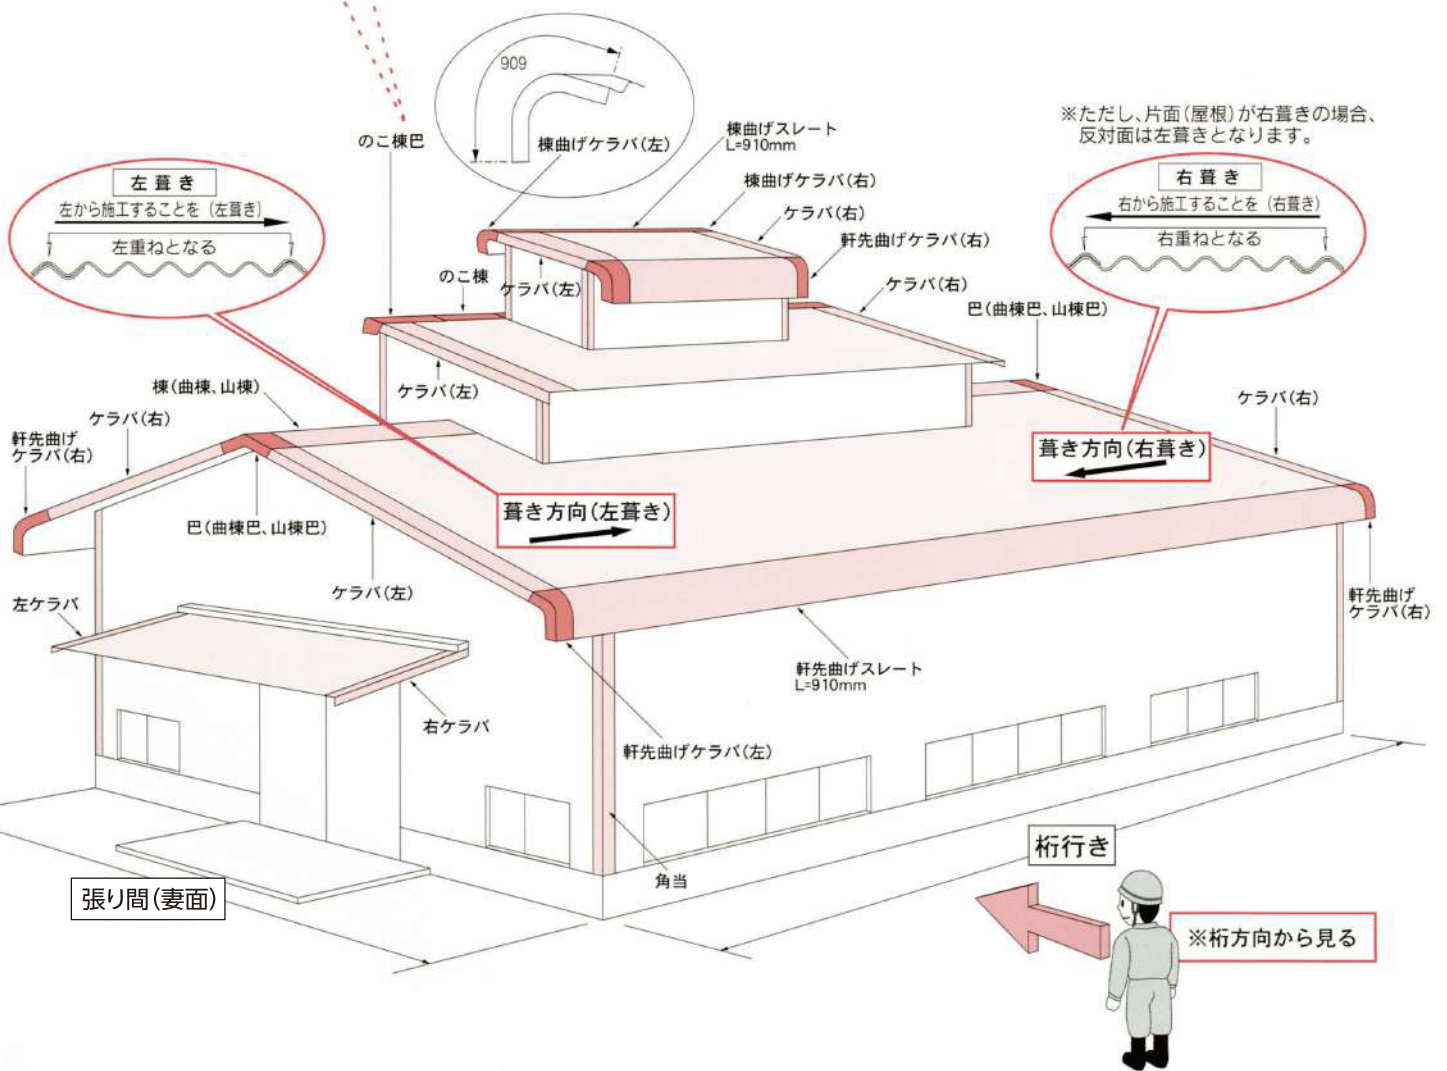 909
のこ棟巴
棟曲げケラバ(左)
棟曲げスレート
L=910mm
棟曲げケラバ(右)
ケラバ(右)
軒先曲げケラバ(右)
※ただし、片面(屋根)が右葺きの場合、
反対面は左葺きとなります。
左葺き
左から施工することを (左葺き)
左重ねとなる
右葺き
右から施工することを (右葺き)
右重ねとなる
のこ棟
ケラバ(左)
ケラバ(右)
巴(曲棟巴、山棟巴)
ケラバ(左)
棟(曲棟、山棟)
ケラバ(右)
軒先曲げ
ケラバ(右)
ケラバ(右)
葺き方向(右葺き)
葺き方向(左葺き)
巴(曲棟巴、山棟巴)
ケラバ(左)
左ケラバ
軒先曲げ
ケラバ(右)
軒先曲げスレート
L=910mm
右ケラバ
軒先曲げケラバ(左)
角当
桁行き
張り間(妻面)
※桁方向から見る